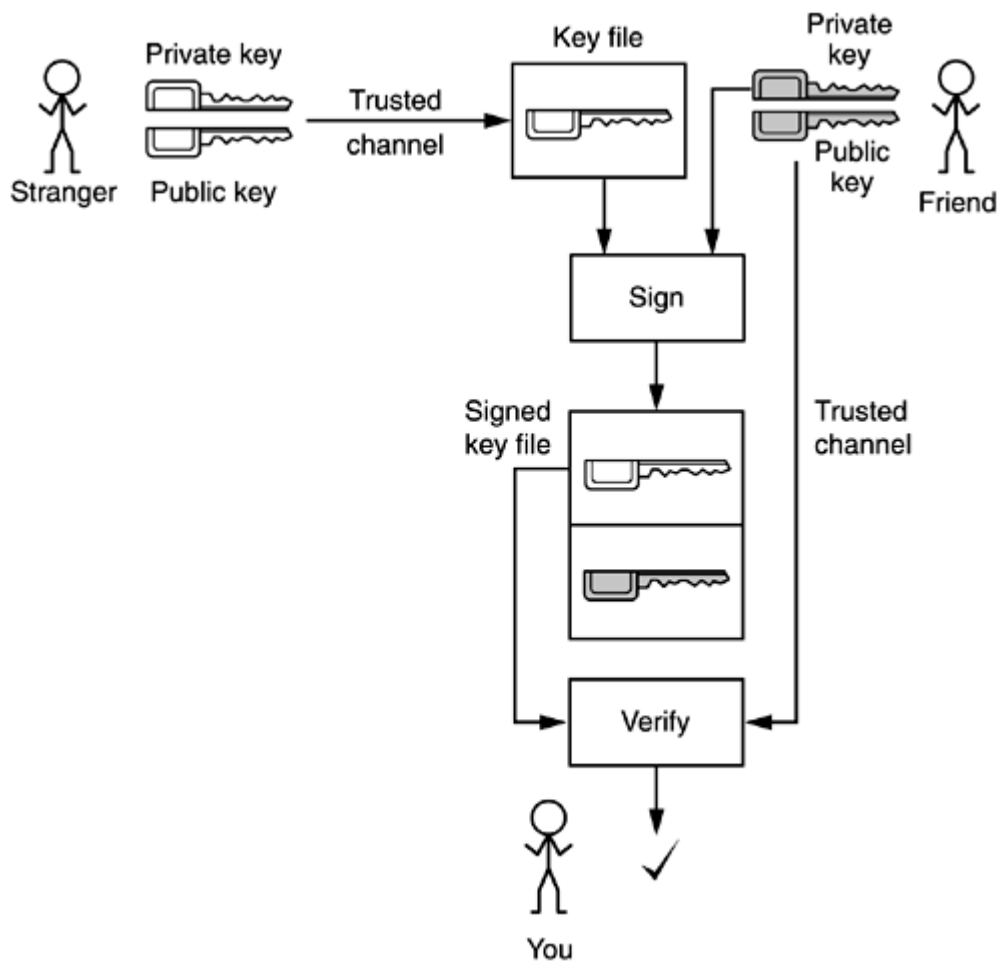 Private key
Stranger
Public key
Trusted
channel
Key file
Private
key
Public
key
Friend
Sign
Signed
key file
Trusted
channel
Verify
You